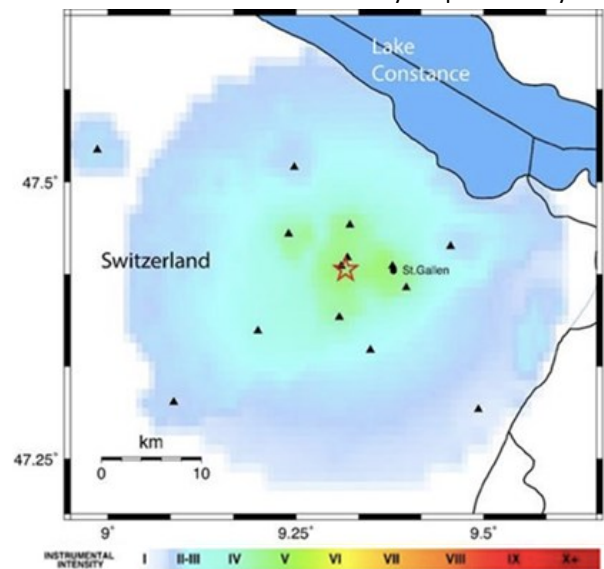 Lake
Constance
47.5°
Switzerland
St.Gallen
km
0 10
47.25°
9° 9.25° 9.5°
INSTRUMENTAL
INTENSITY
I II-III IV V VI VII VIII IX X+